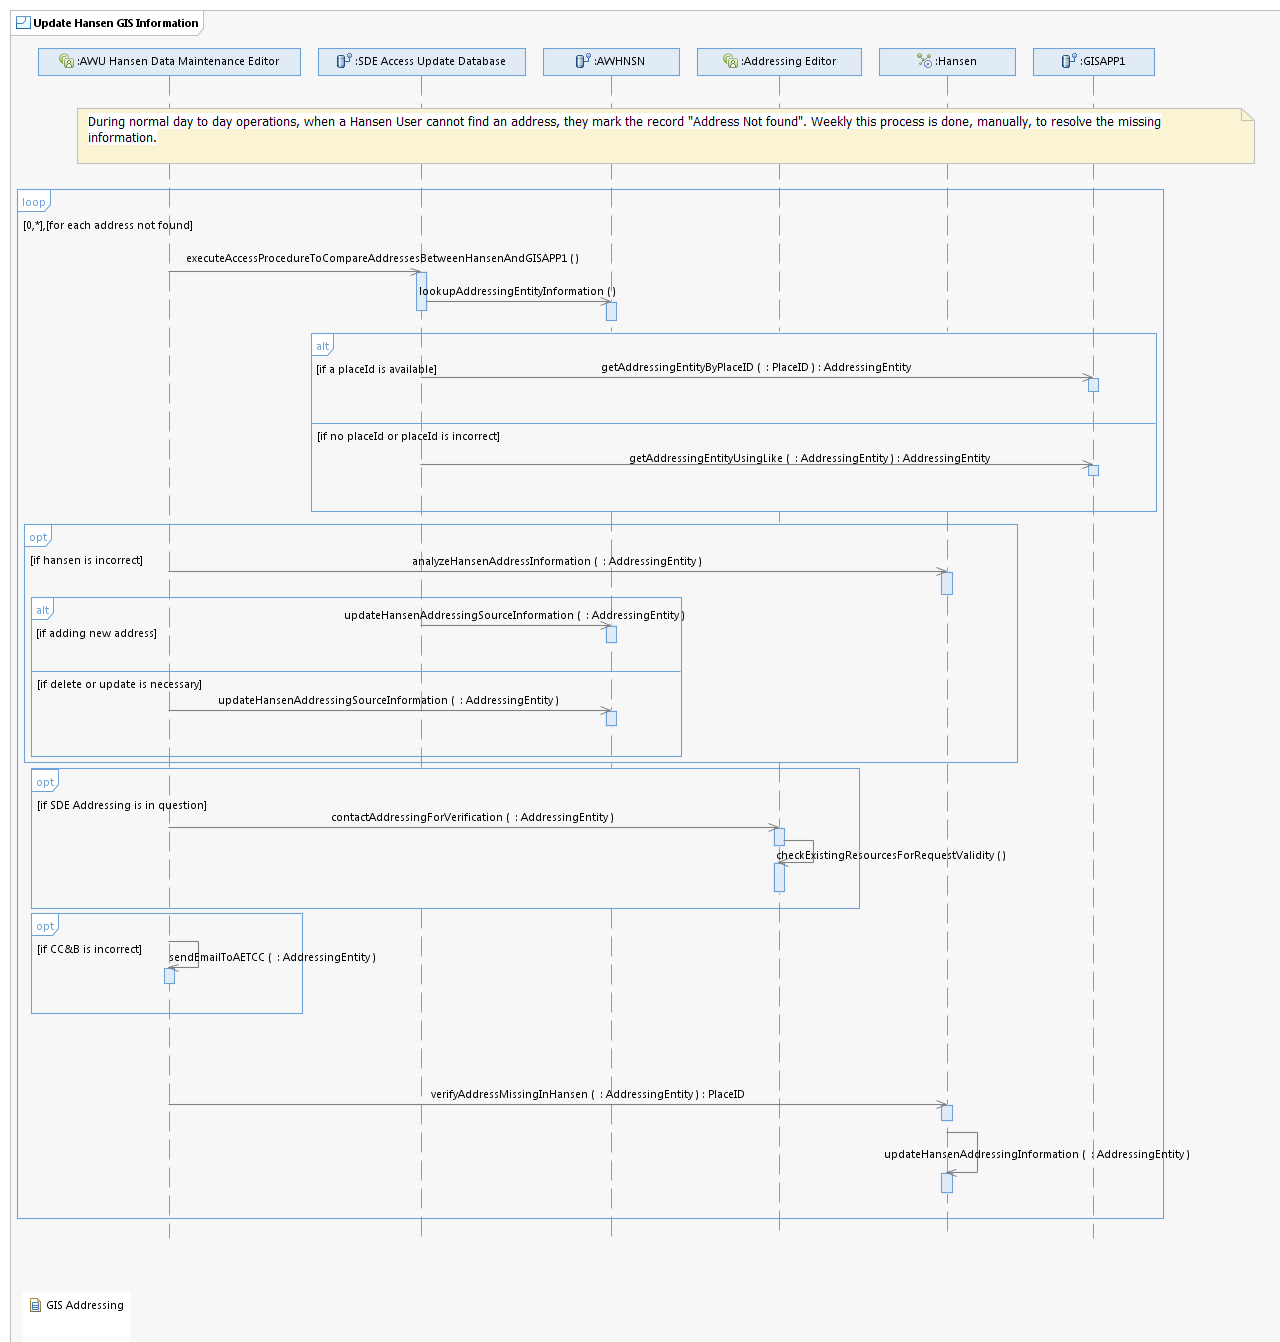 Update Hansen GIS Information
:AWU Hansen Data Maintenance Editor
:SDE Access Update Database
:AWHNSN
:Addressing Editor
:Hansen
:GISAPP1
During normal day to day operations, when a Hansen User cannot find an address, they mark the record "Address Not found". Weekly this process is done, manually, to resolve the missing
information.
loop
[0,*],[for each address not found]
executeAccessProcedureToCompareAddressesBetweenHansenAndGISAPP1 ( )
lookupAddressingEntityInformation ( )
alt
[if a placeId is available]
getAddressingEntityByPlaceID ( : PlaceID ) : AddressingEntity
[if no placeId or placeId is incorrect]
getAddressingEntityUsingLike ( : AddressingEntity ) : AddressingEntity
opt
[if hansen is incorrect]
analyzeHansenAddressInformation ( : AddressingEntity )
alt
updateHansenAddressingSourceInformation ( : AddressingEntity )
[if adding new address]
[if delete or update is necessary]
updateHansenAddressingSourceInformation ( : AddressingEntity )
opt
[if SDE Addressing is in question]
contactAddressingForVerification ( : AddressingEntity )
checkExistingResourcesForRequestValidity ( )
opt
[if CC&B is incorrect]
sendEmailToAETCC ( : AddressingEntity )
verifyAddressMissingInHansen ( : AddressingEntity ) : PlaceID
updateHansenAddressingInformation ( : AddressingEntity )
GIS Addressing